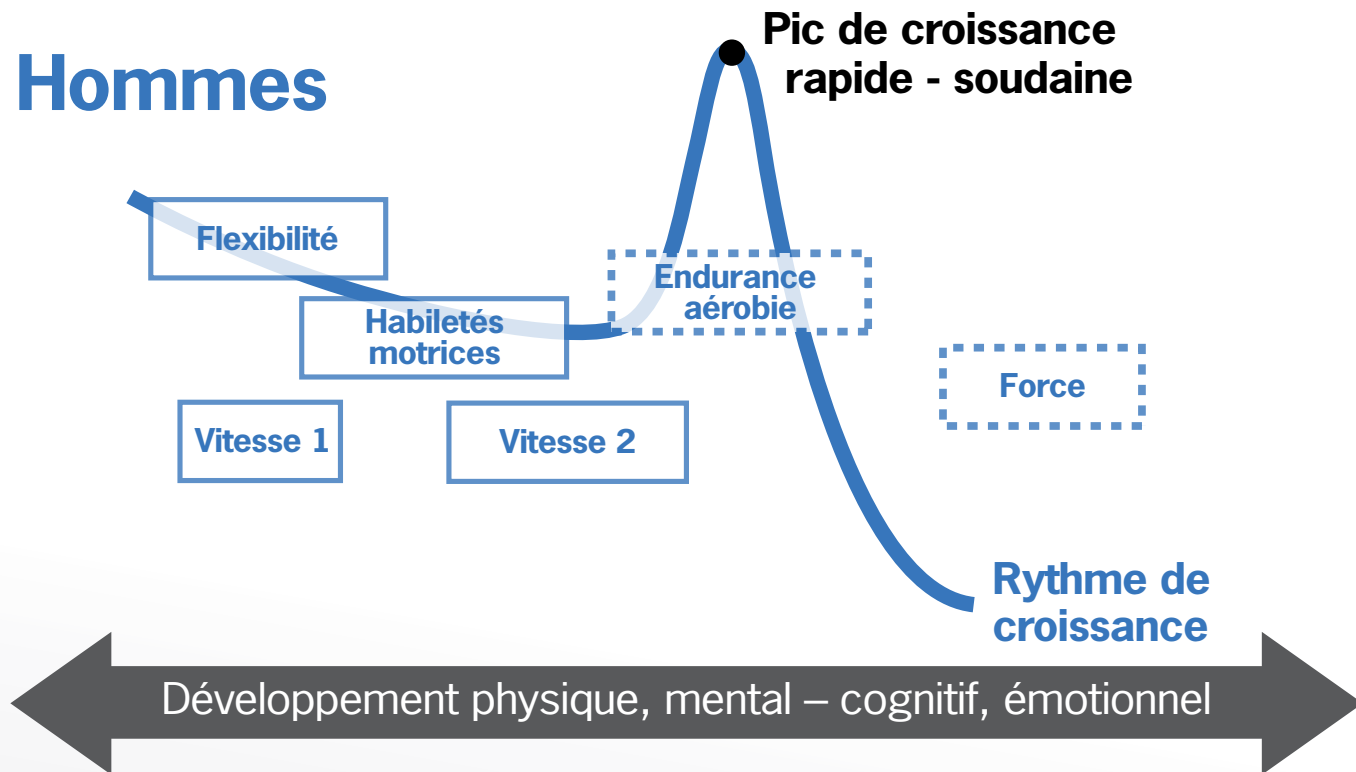 Pic de croissance
rapide - soudaine
Hommes
Flexibilité
Habiletés
motrices
Endurance
aérobie
Force
Vitesse 1
Vitesse 2
Rythme de
croissance
Développement physique, mental – cognitif, émotionnel